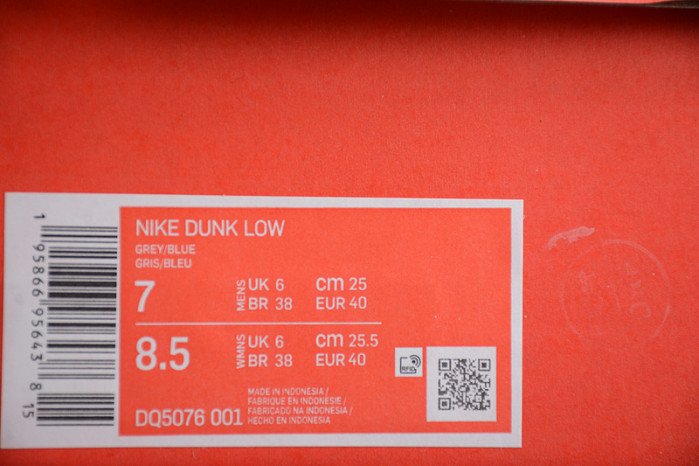 NIKE DUNK LOW
GREY/BLUE
GRIS/BLEU
7 MENS UK 6 cm 25
BR 38 EUR 40
8.5 WMNS UK 6 cm 25.5
BR 38 EUR 40
RFID
MADE IN INDONESIA /
FABRIQUE EN INDONESIE /
FABRICADO NA INDONESIA /
HECHO EN INDONESIA
DQ5076 001
1 95866 95643 8 15